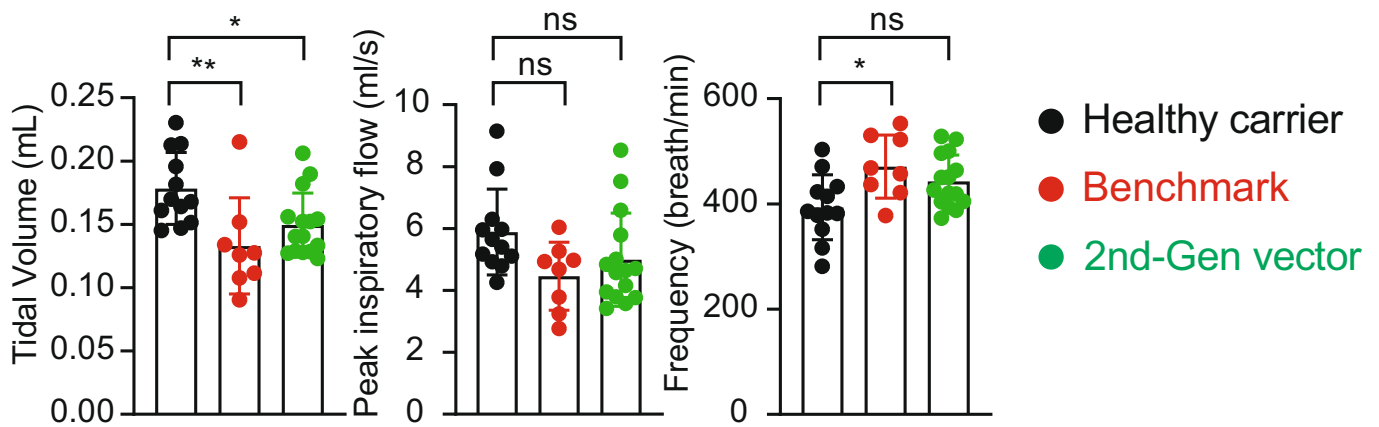 *
**
Tidal Volume (mL)
0.25
0.20
0.15
0.10
0.05
0.00
ns
ns
Peak inspiratory flow (ml/s)
10
8
6
4
2
0
ns
*
Frequency (breath/min)
600
400
200
0
Healthy carrier
Benchmark
2nd-Gen vector